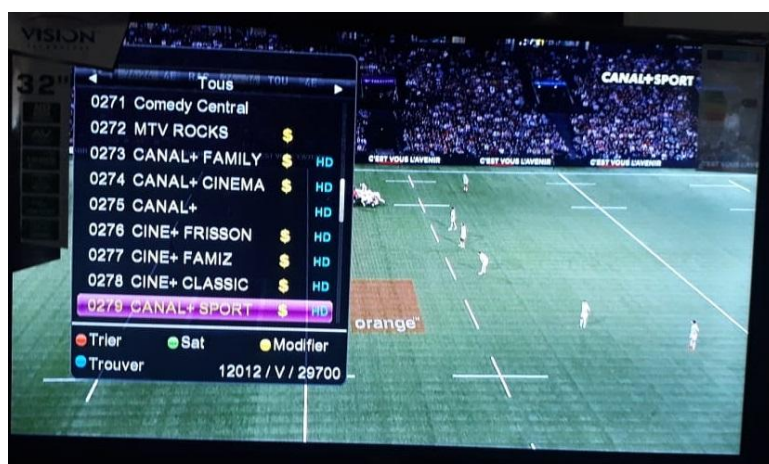 VISION
32"
Tous
CANAL+SPORT
0271 Comedy Central
0272 MTV ROCKS $
0273 CANAL+ FAMILY $ HD
0274 CANAL+ CINEMA $ HD
0275 CANAL+ HD
0276 CINE+ FRISSON $ HD
0277 CINE+ FAMIZ $ HD
0278 CINE+ CLASSIC $ HD
0279 CANAL+ SPORT $ HD
C'EST VOUS L'AVENIR C'EST VOUS L'AVENIR C'EST VOUS L'AVENIR
orange
Trier Sat Modifier
Trouver 12012 / V / 29700